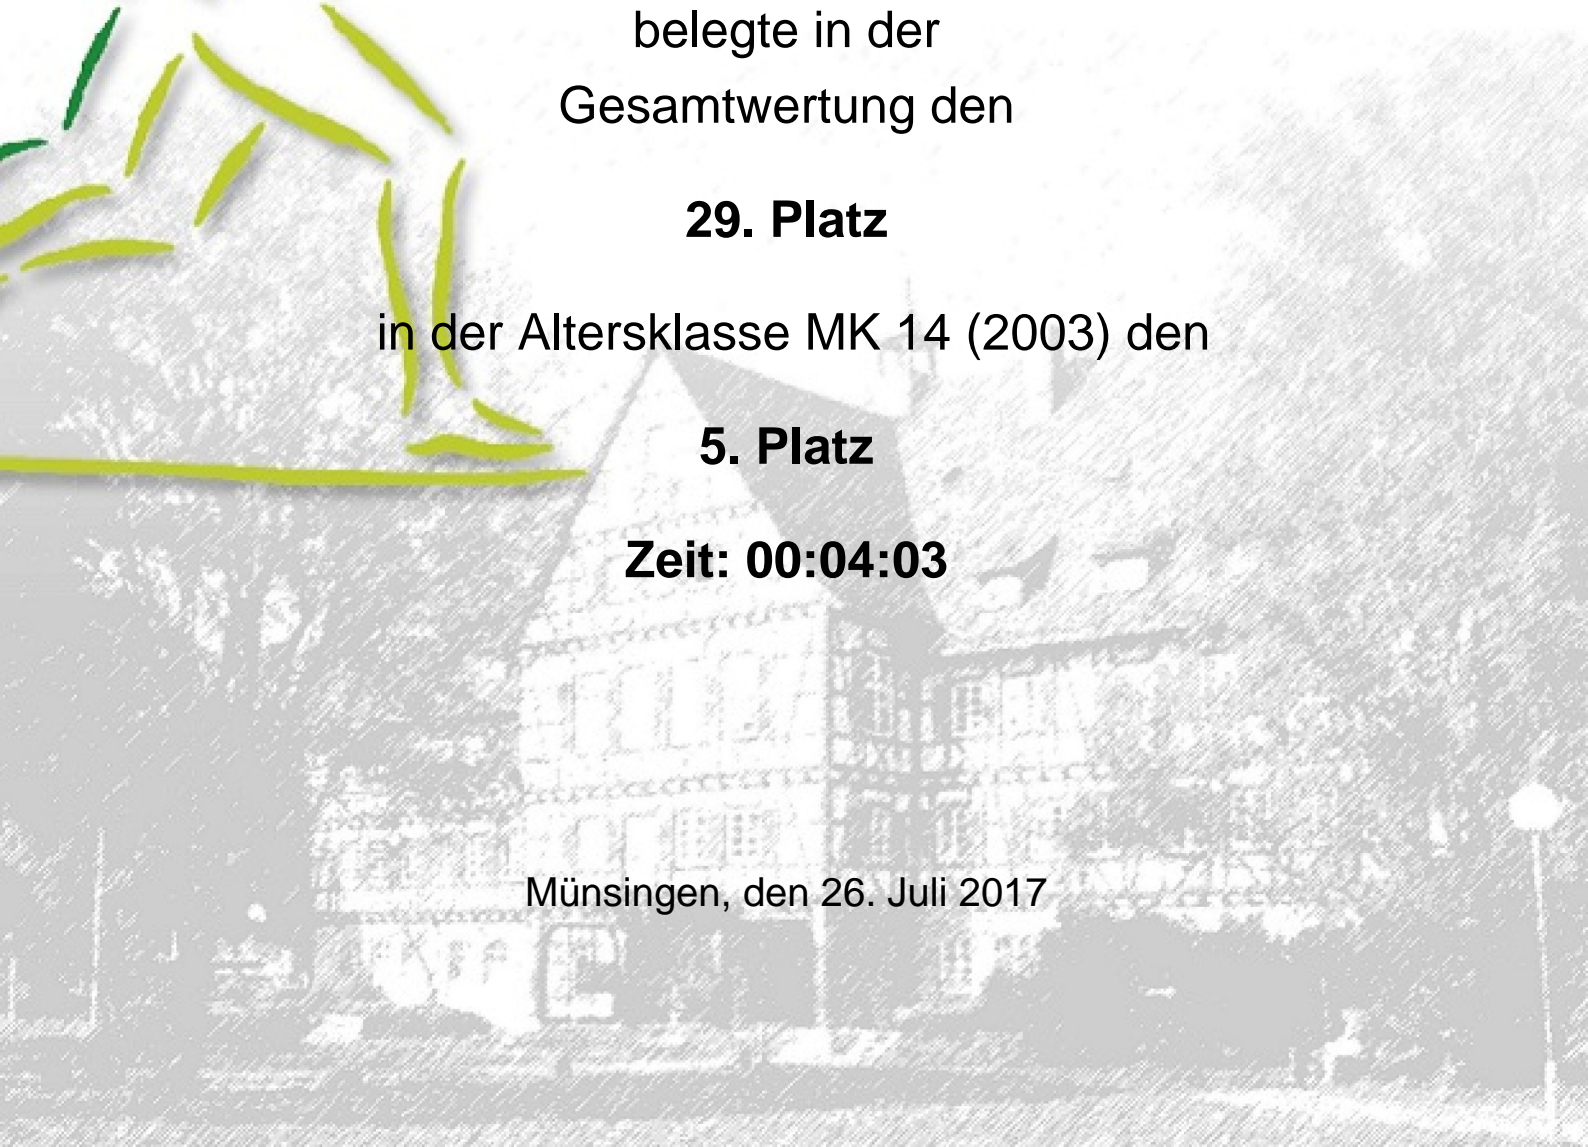 belegte in der
Gesamtwertung den
29. Platz
in der Altersklasse MK 14 (2003) den
5. Platz
Zeit: 00:04:03
Münsingen, den 26. Juli 2017